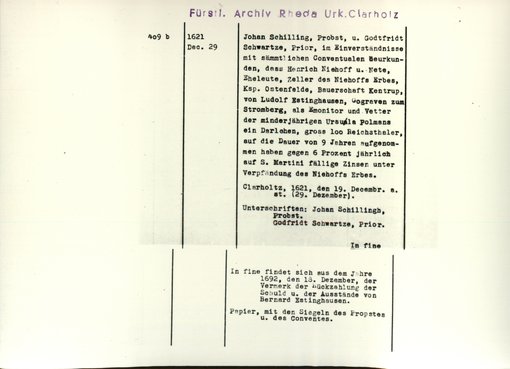 Fürstl. Archiv Rheda Urk.Clarholz
409 b
1621
Dec. 29
Johan Schilling, Probst, u. Godtfridt
Schwartze, Prior, im Einverständnisse
mit sämmtlichen Conventualen beurkun-
den, dass Henrich Niehoff u. Nete,
Eheleute, Zeller des Niehoffs Erbes,
Ksp. Ostenfelde, Bauerschaft Kentrup,
von Ludolf Estinghausen, Gograven zum
Stromberg, als Emonitor und Vetter
der minderjährigen Ursula Polmans
ein Darlehen, gross 100 Reichsthaler,
auf die Dauer von 9 Jahren aufgenom-
men haben gegen 6 Prozent jährlich
auf S. Martini fällige Zinsen unter
Verpfändung des Niehoffs Erbes.
Clarholtz, 1621, den 19. Decembr. a.
st. (29. Dezember).
Unterschriften: Johan Schillingh,
Probst.
Godfridt Schwartze, Prior.
In fine
In fine findet sich aus dem Jahre
1692, den 18. Dezember, der
Vermerk der Rückzahlung der
Schuld u. der Ausstände von
Bernard Estinghausen.
Papier, mit den Siegeln des Propstes
u. des Conventes.